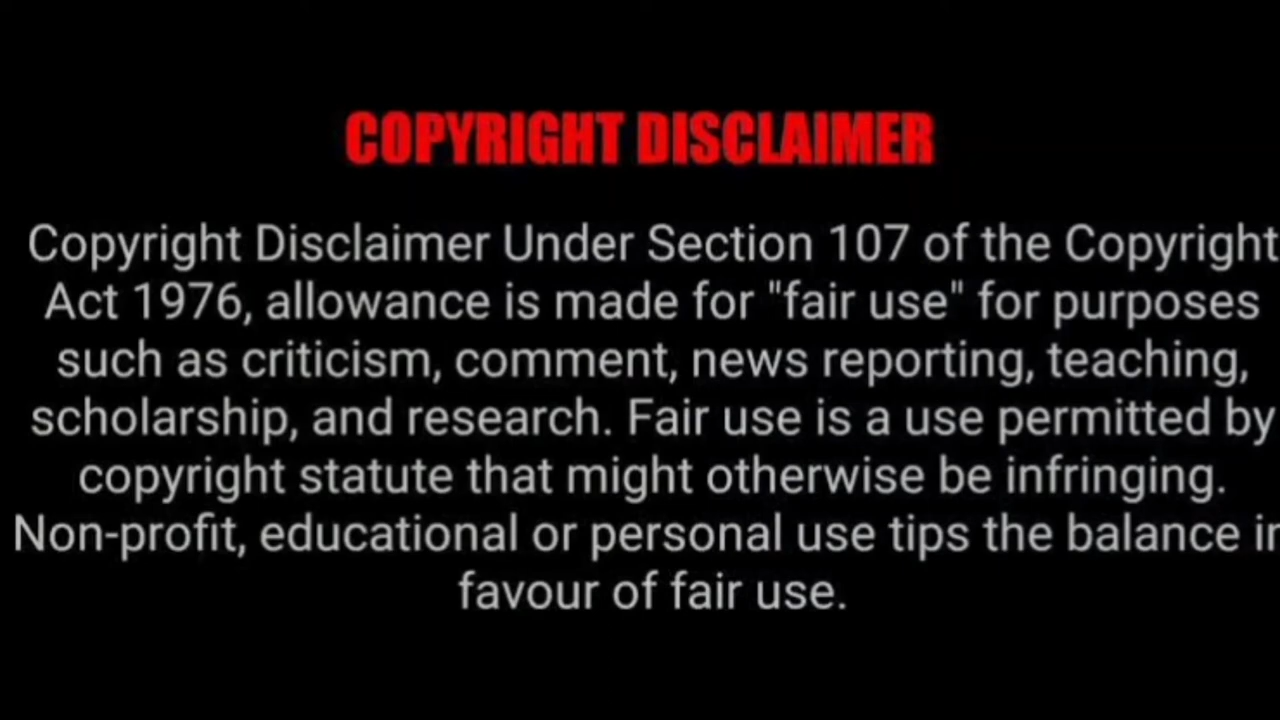 COPYRIGHT DISCLAIMER
Copyright Disclaimer Under Section 107 of the Copyright
Act 1976, allowance is made for "fair use" for purposes
such as criticism, comment, news reporting, teaching,
scholarship, and research. Fair use is a use permitted by
copyright statute that might otherwise be infringing.
Non-profit, educational or personal use tips the balance in
favour of fair use.